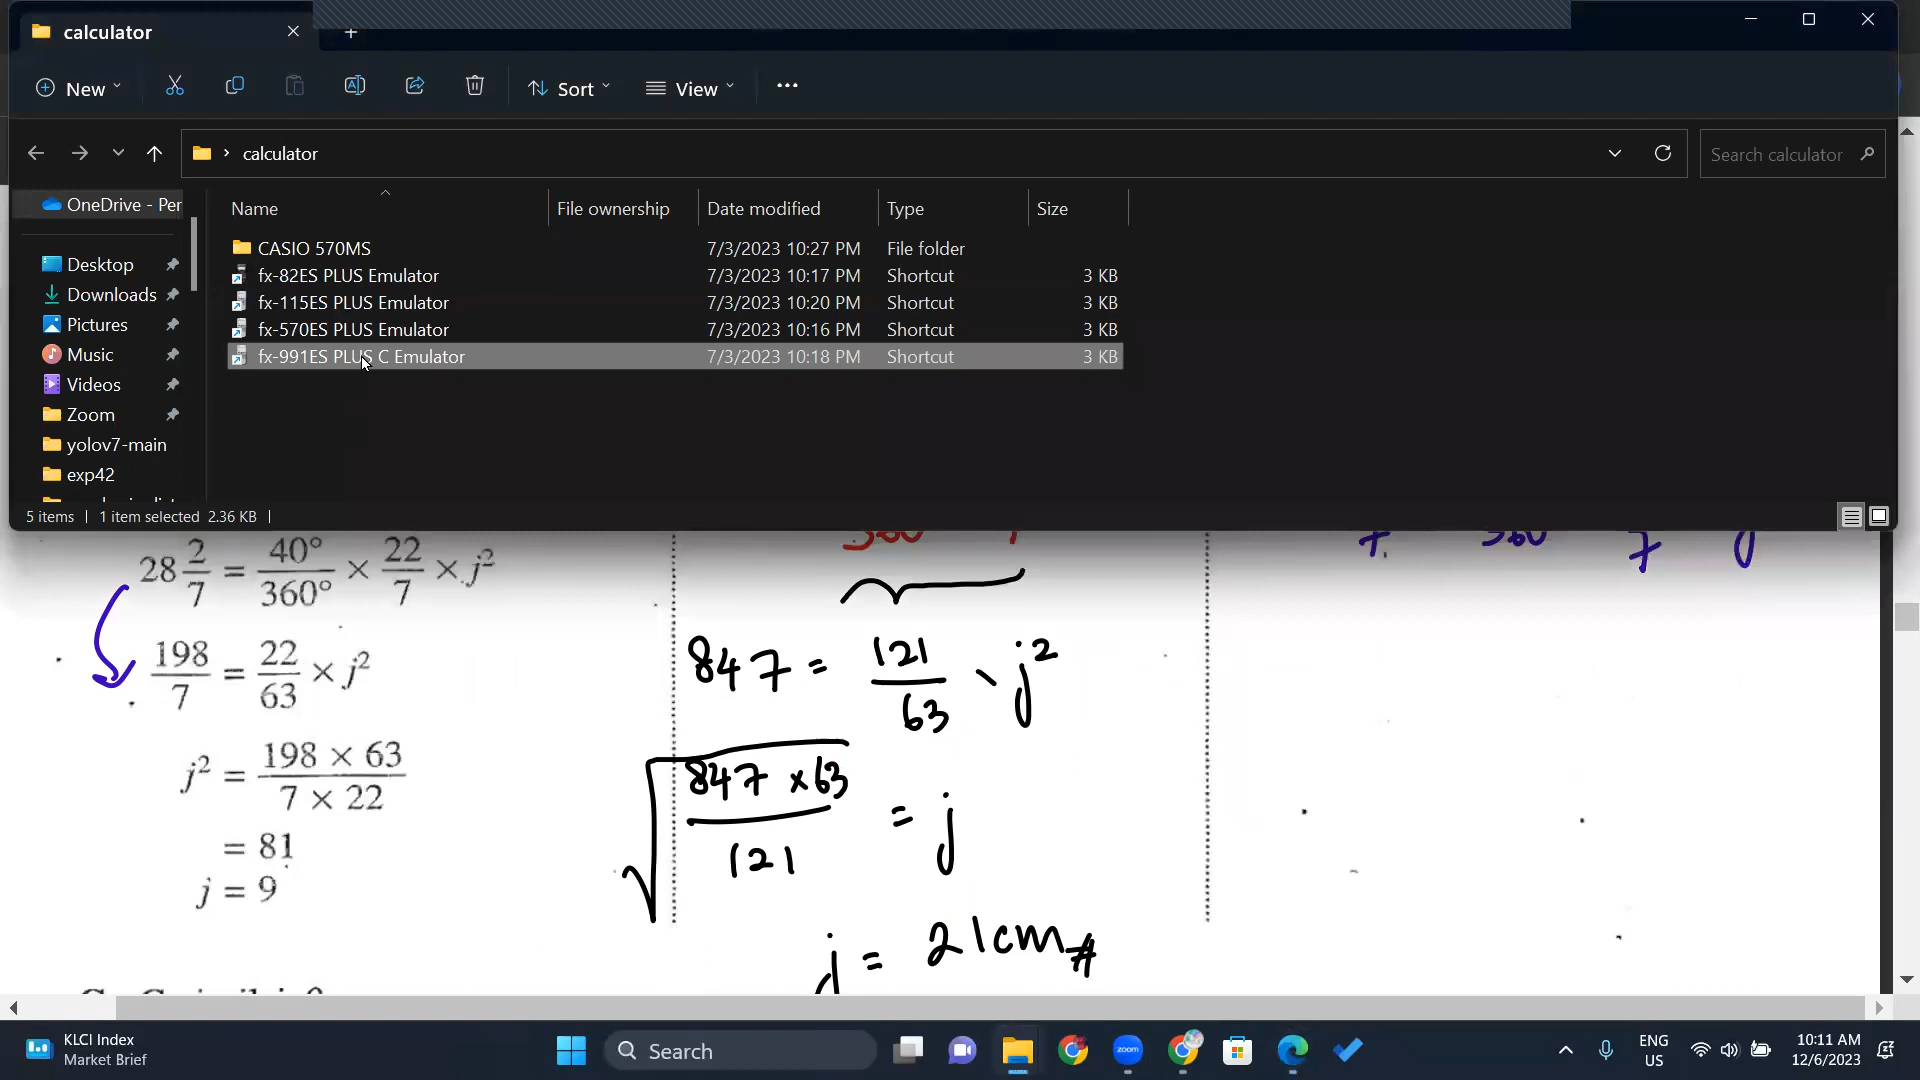 calculator
New
Sort
View
calculator
Search calculator
OneDrive - Per
Name
File ownership
Date modified
Type
Size
CASIO 570MS 7/3/2023 10:27 PM File folder
fx-82ES PLUS Emulator 7/3/2023 10:17 PM Shortcut 3 KB
fx-115ES PLUS Emulator 7/3/2023 10:20 PM Shortcut 3 KB
fx-570ES PLUS Emulator 7/3/2023 10:16 PM Shortcut 3 KB
fx-991ES PLUS C Emulator 7/3/2023 10:18 PM Shortcut 3 KB
Desktop
Downloads
Pictures
Music
Videos
Zoom
yolov7-main
exp42
5 items | 1 item selected 2.36 KB |
28 2/7 = 40°/360° × 22/7 × j²
198/7 = 22/63 × j²
j² = 198 × 63 / 7 × 22
= 81
j = 9
847 = 121/63 × j²
√(847 × 63 / 121) = j
j = 21cm #
KLCI Index
Market Brief
Search
zoom
ENG
US
10:11 AM
12/6/2023